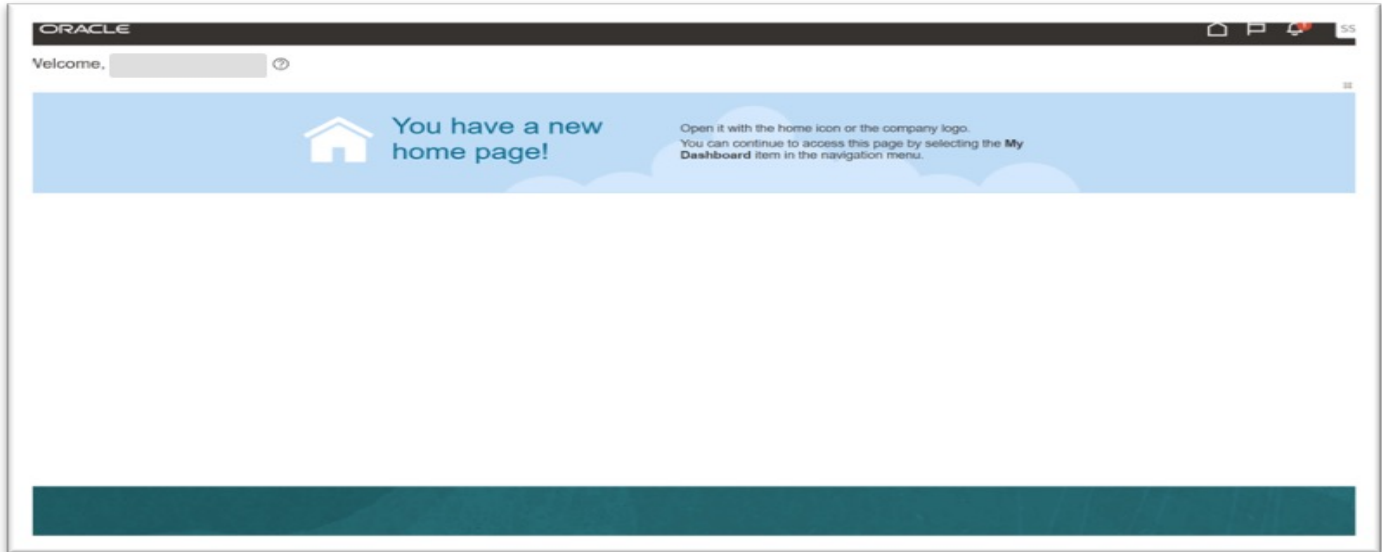 ORACLE
SS
Welcome,
You have a new
home page!
Open it with the home icon or the company logo.
You can continue to access this page by selecting the My
Dashboard item in the navigation menu.